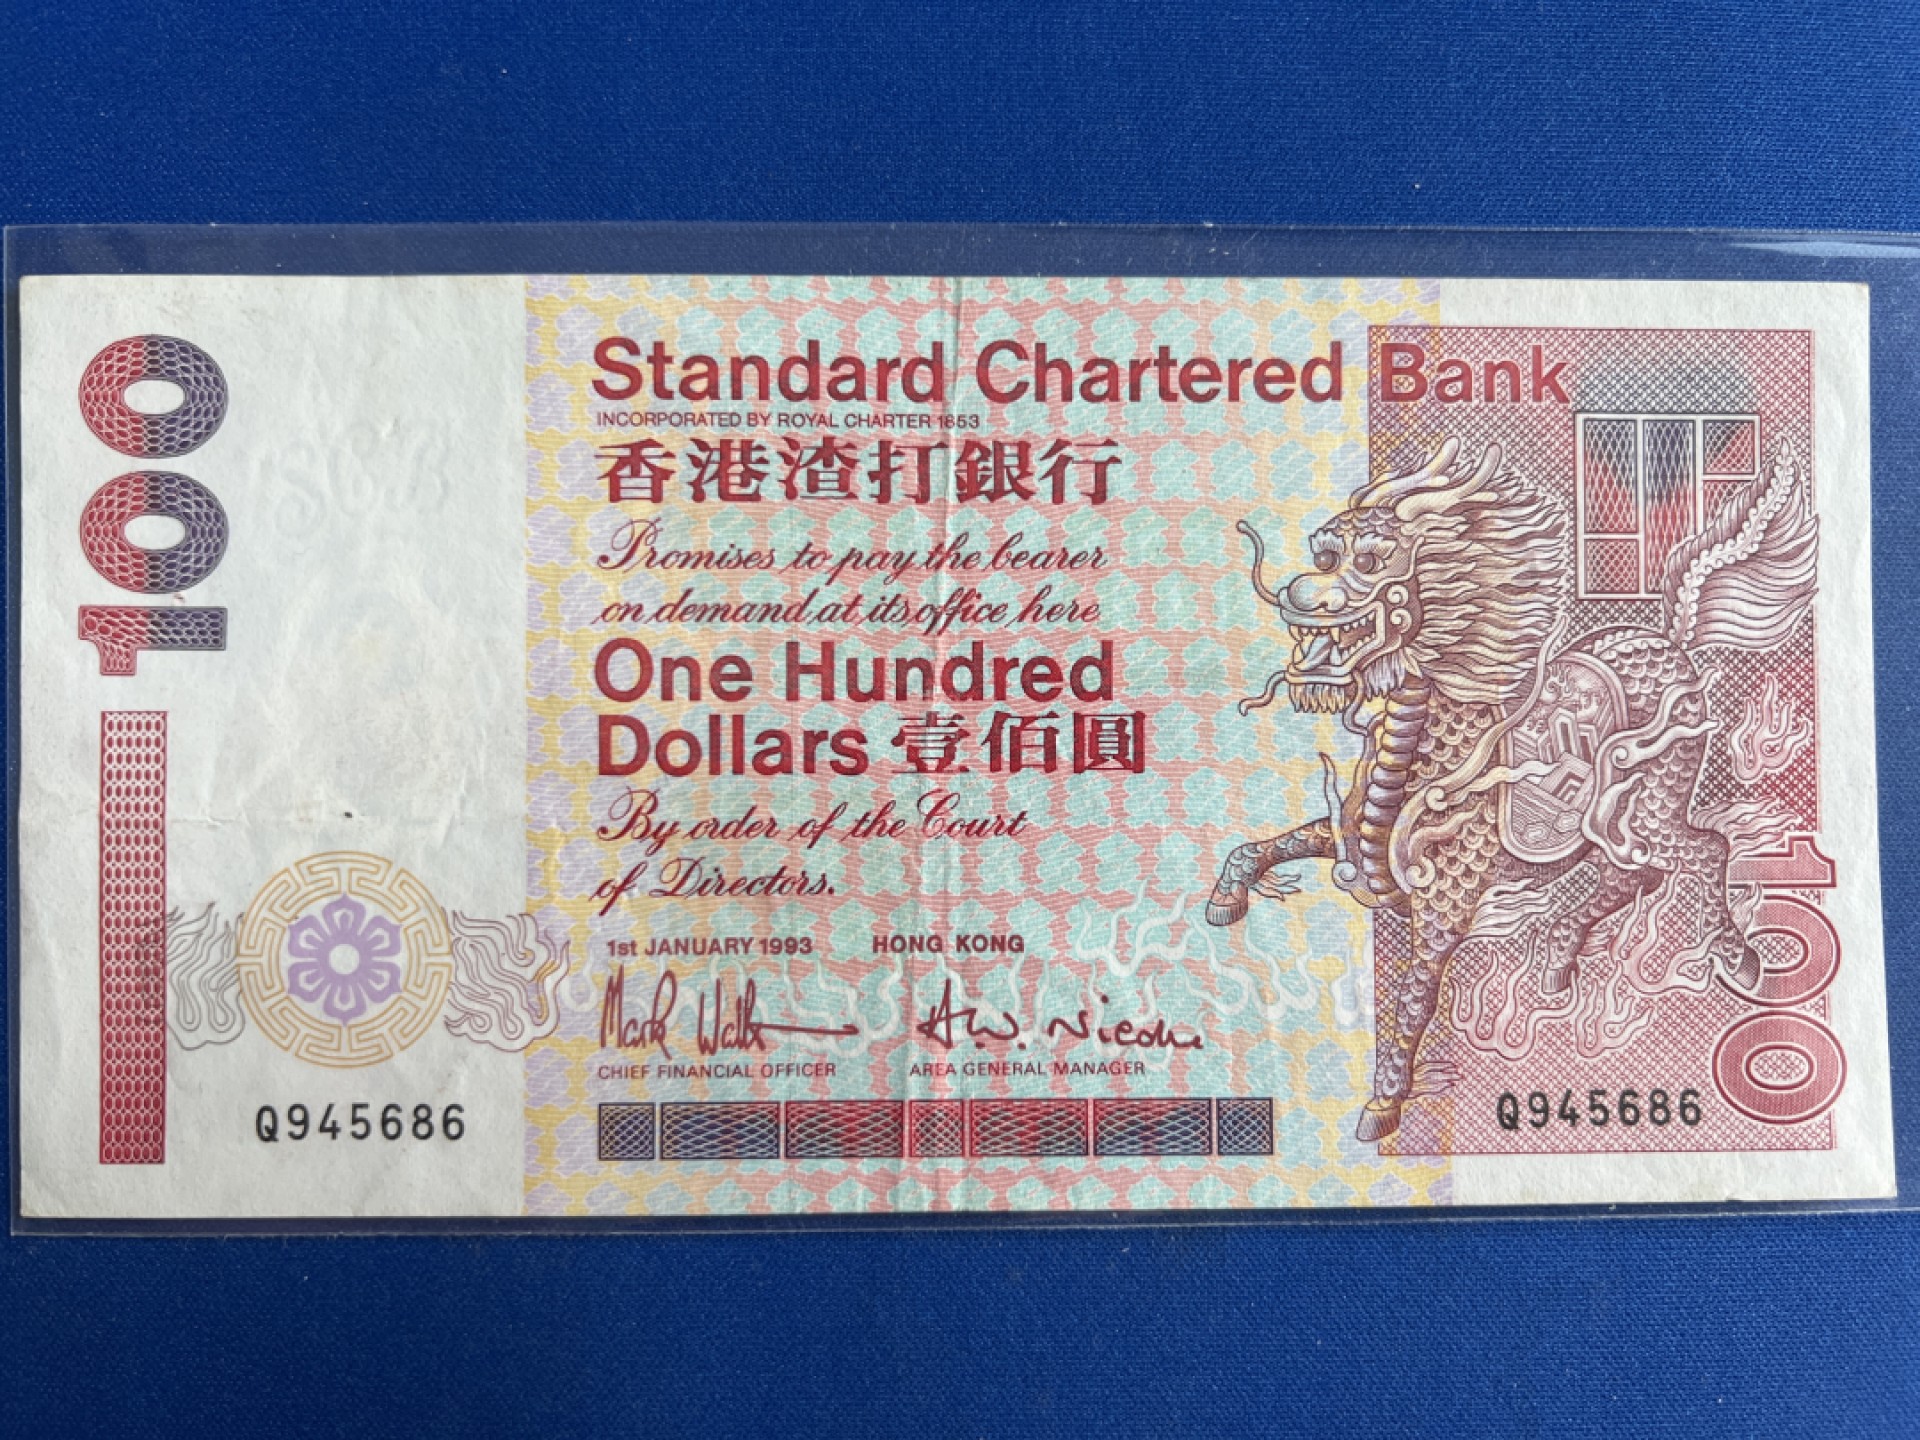 100
Standard Chartered Bank
INCORPORATED BY ROYAL CHARTER 1853
香港渣打銀行
Promises to pay the bearer
on demand at its office here
One Hundred
Dollars 壹佰圓
By order of the Court
of Directors.
1st JANUARY 1993 HONG KONG
CHIEF FINANCIAL OFFICER AREA GENERAL MANAGER
Q945686
Q945686
100
SCB